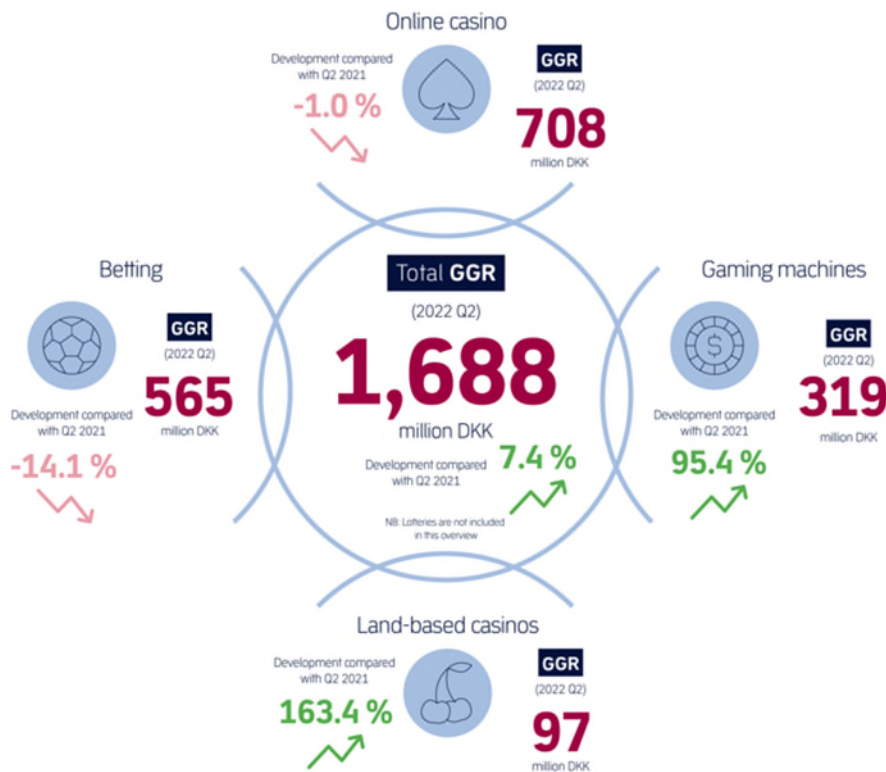 Online casino
Development compared
with Q2 2021
-1.0 %
GGR
(2022 Q2)
708
million DKK
Betting
GGR
(2022 Q2)
565
million DKK
Development compared
with Q2 2021
-14.1 %
Total GGR
(2022 Q2)
1,688
million DKK
Development compared
with Q2 2021
7.4 %
NB: Lotteries are not included
in this overview
Gaming machines
$
GGR
(2022 Q2)
319
million DKK
Development compared
with Q2 2021
95.4 %
Land-based casinos
Development compared
with Q2 2021
163.4 %
GGR
(2022 Q2)
97
million DKK